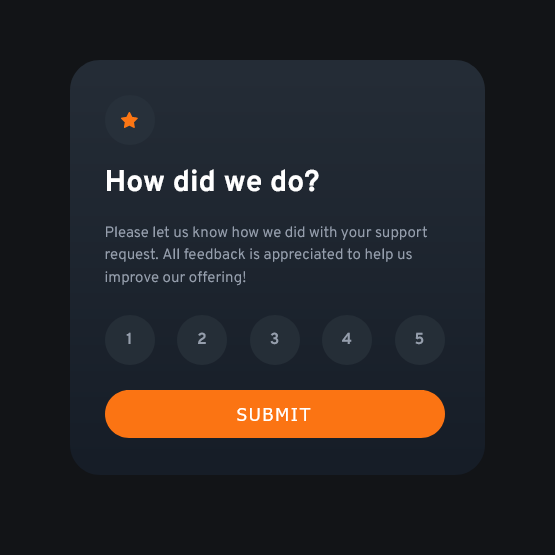 How did we do?
Please let us know how we did with your support
request. All feedback is appreciated to help us
improve our offering!
1 2 3 4 5
SUBMIT